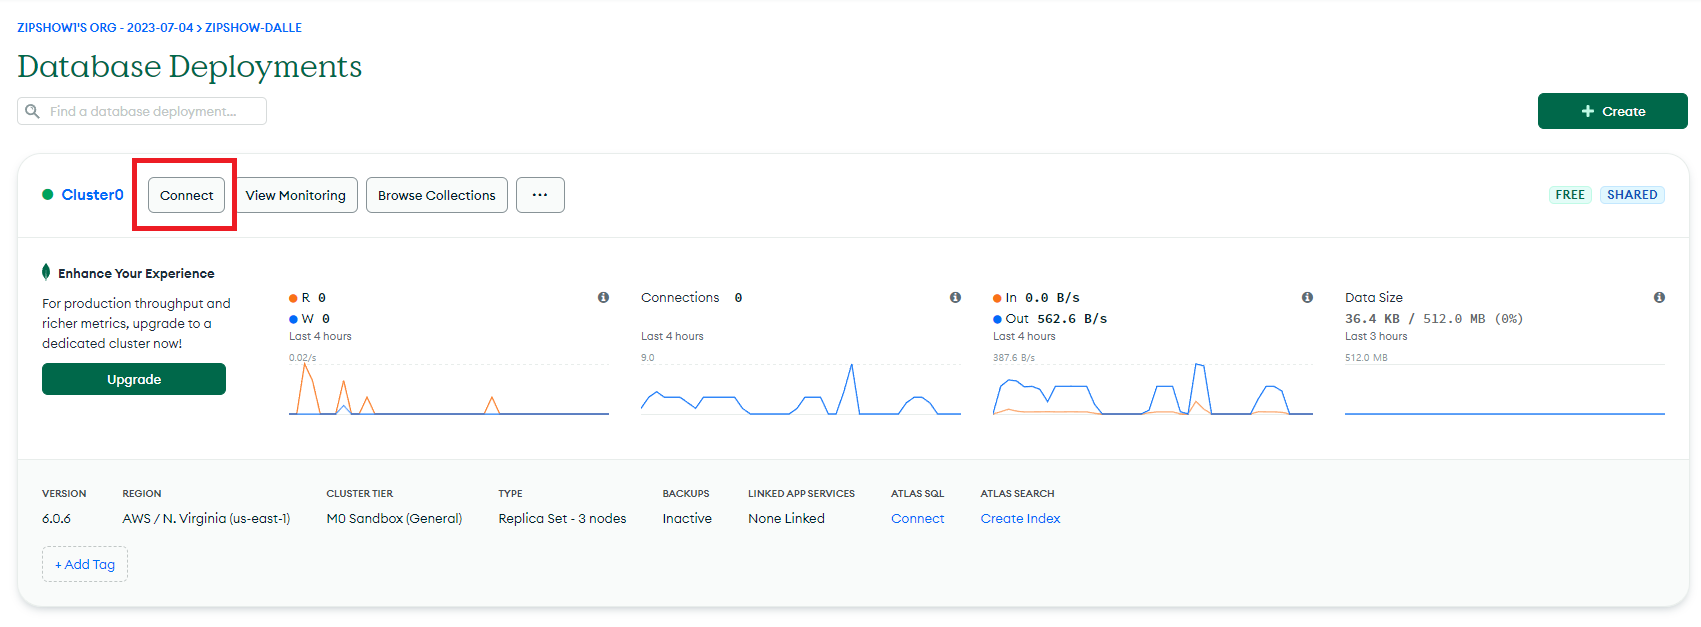 ZIPSHOW1'S ORG - 2023-07-04 > ZIPSHOW-DALLE
Database Deployments
Find a database deployment...
+ Create
Cluster0
Connect
View Monitoring
Browse Collections
...
FREE
SHARED
Enhance Your Experience
For production throughput and
richer metrics, upgrade to a
dedicated cluster now!
Upgrade
R 0
W 0
Last 4 hours
0.02/s
Connections 0
Last 4 hours
9.0
In 0.0 B/s
Out 562.6 B/s
Last 4 hours
387.6 B/s
Data Size
36.4 KB / 512.0 MB (0%)
Last 3 hours
512.0 MB
VERSION
6.0.6
REGION
AWS / N. Virginia (us-east-1)
CLUSTER TIER
M0 Sandbox (General)
TYPE
Replica Set - 3 nodes
BACKUPS
Inactive
LINKED APP SERVICES
None Linked
ATLAS SQL
Connect
ATLAS SEARCH
Create Index
+ Add Tag